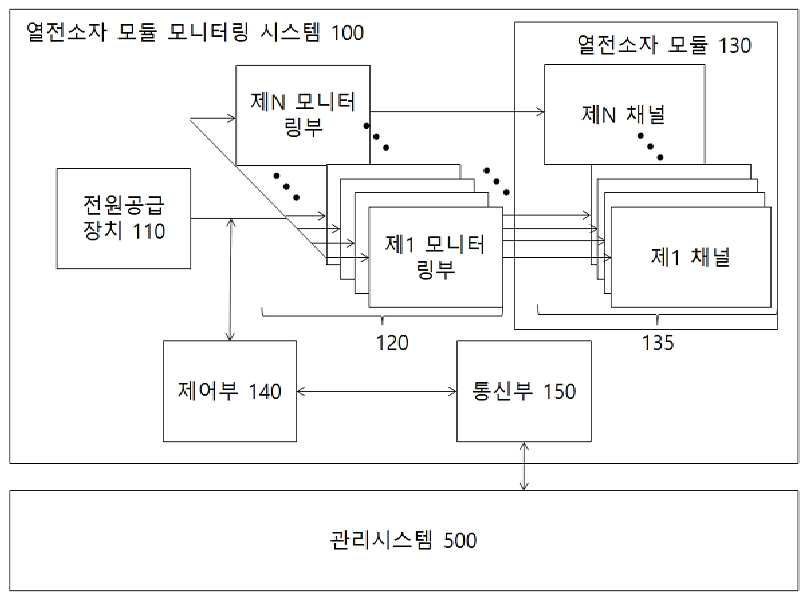 열전소자 모듈 모니터링 시스템 100
열전소자 모듈 130
제N 모니터
링부
제N 채널
전원공급
장치 110
제1 모니터
링부
제1 채널
120
135
제어부 140
통신부 150
관리시스템 500